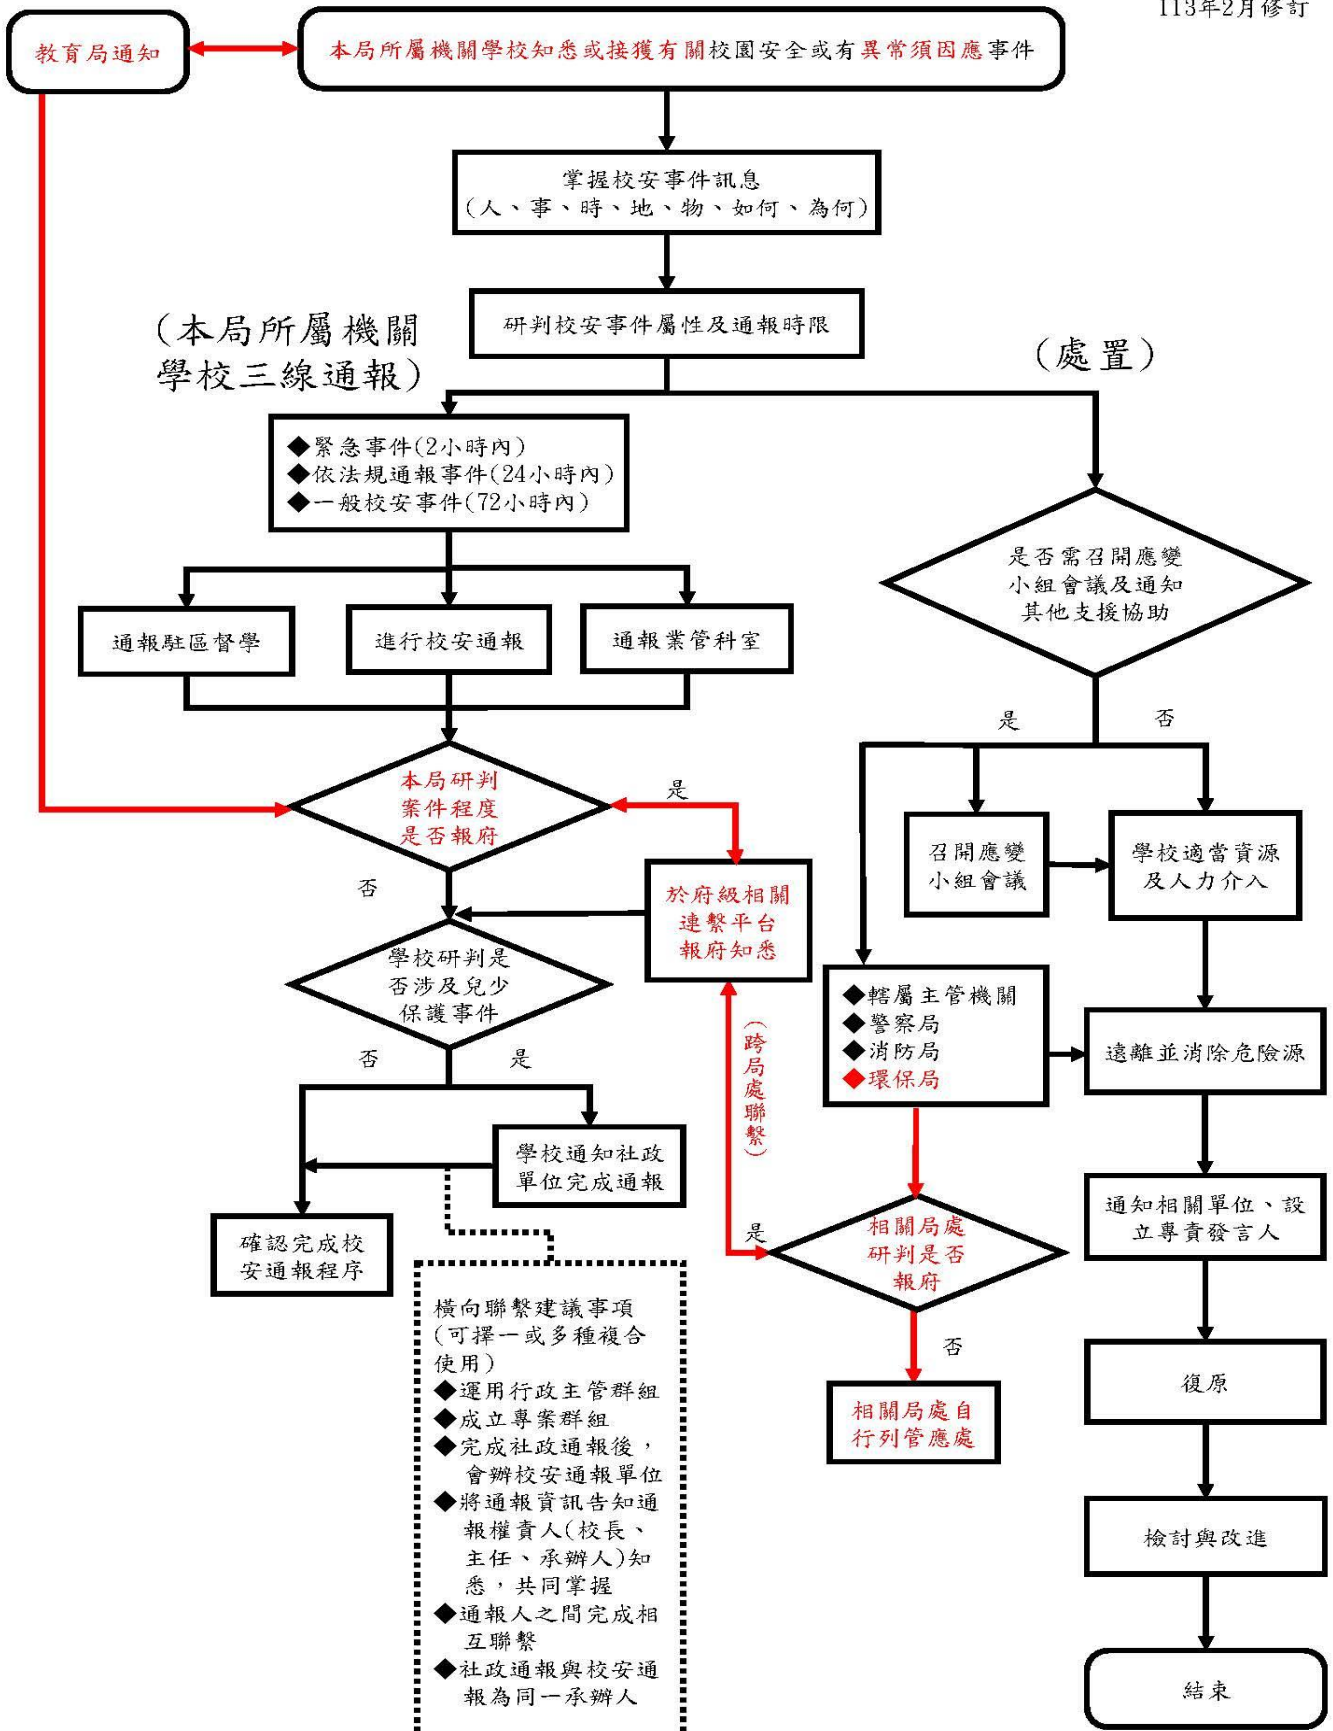 113年2月修訂
教育局通知
本局所屬機關學校知悉或接獲有關校園安全或有異常須因應事件
掌握校安事件訊息
(人、事、時、地、物、如何、為何)
研判校安事件屬性及通報時限
(本局所屬機關
學校三線通報)
(處置)
◆緊急事件(2小時內)
◆依法規通報事件(24小時內)
◆一般校安事件(72小時內)
是否需召開應變
小組會議及通知
其他支援協助
通報駐區督學
進行校安通報
通報業管科室
是
否
本局研判
案件程度
是否報府
是
否
召開應變
小組會議
學校適當資源
及人力介入
於府級相關
連繫平台
報府知悉
學校研判是
否涉及兒少
保護事件
◆轄屬主管機關
◆警察局
◆消防局
◆環保局
遠離並消除危險源
(跨局處聯繫)
否
是
學校通知社政
單位完成通報
通知相關單位、設
立專責發言人
確認完成校
安通報程序
是
相關局處
研判是否
報府
否
橫向聯繫建議事項
(可擇一或多種複合
使用)
◆運用行政主管群組
◆成立專案群組
◆完成社政通報後，
會辦校安通報單位
◆將通報資訊告知通
報權責人(校長、
主任、承辦人)知
悉，共同掌握
◆通報人之間完成相
互聯繫
◆社政通報與校安通
報為同一承辦人
相關局處自
行列管應處
復原
檢討與改進
結束